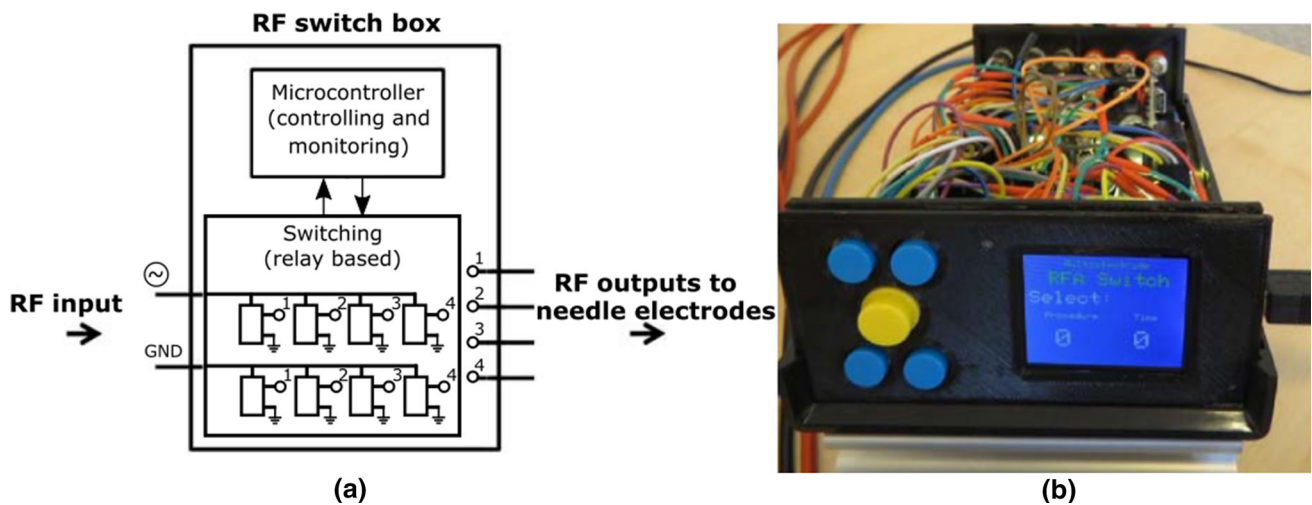 RF switch box
Microcontroller
(controlling and
monitoring)
Switching
(relay based)
RF input
GND
1 2 3 4
1 2 3 4
1
2
3
4
RF outputs to
needle electrodes
(a)
RFA Switch
Select:
Procedure Time
0 0
(b)